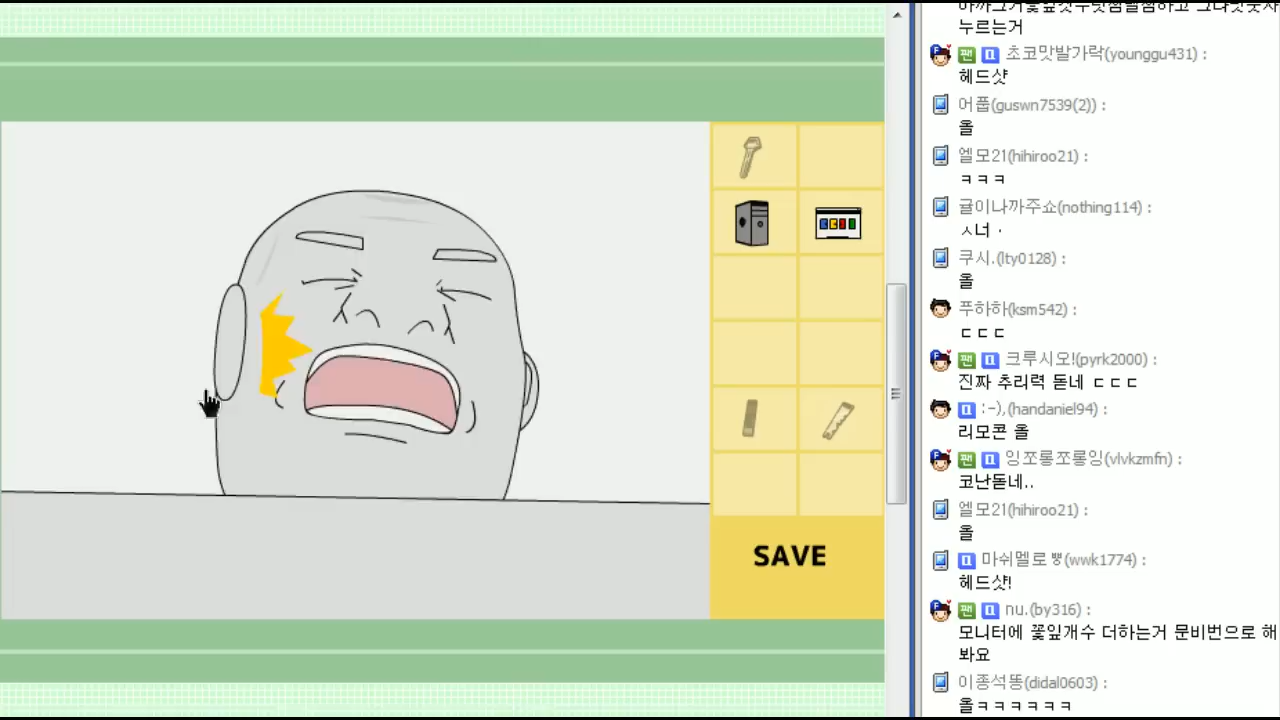 누르는거
초코맛발가락(younggu431) :
헤드샷
어풉(guswn7539(2)) :
올
엘모21(hihiroo21) :
ㅋㅋㅋ
귤이나까주쇼(nothing114) :
ㅅ너 ·
쿠시.(lty0128) :
올
푸하하(ksm542) :
ㄷㄷㄷ
크루시오!(pyrk2000) :
진짜 추리력 돋네 ㄷㄷㄷ
:-),(handaniel94) :
리모콘 올
잉쪼롱쪼롱잉(vlvkzmfn) :
코난돋네..
엘모21(hihiroo21) :
올
마쉬멜로뿅(wwk1774) :
헤드샷!
nu.(by316) :
모니터에 꽃잎개수 더하는거 문비번으로 해
봐요
이종석똥(didal0603) :
올ㅋㅋㅋㅋㅋㅋ
SAVE